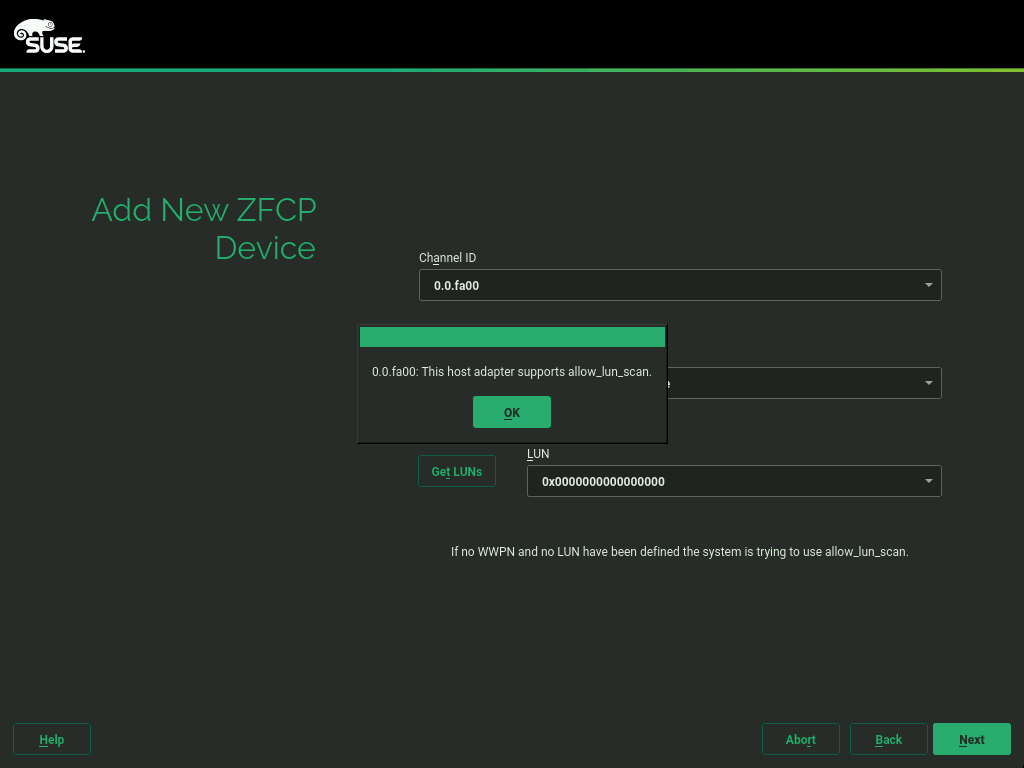 SUSE.
Add New ZFCP
Device
Channel ID
0.0.fa00
0.0.fa00: This host adapter supports allow_lun_scan.
OK
LUN
Get LUNs
0x0000000000000000
If no WWPN and no LUN have been defined the system is trying to use allow_lun_scan.
Help
Abort
Back
Next